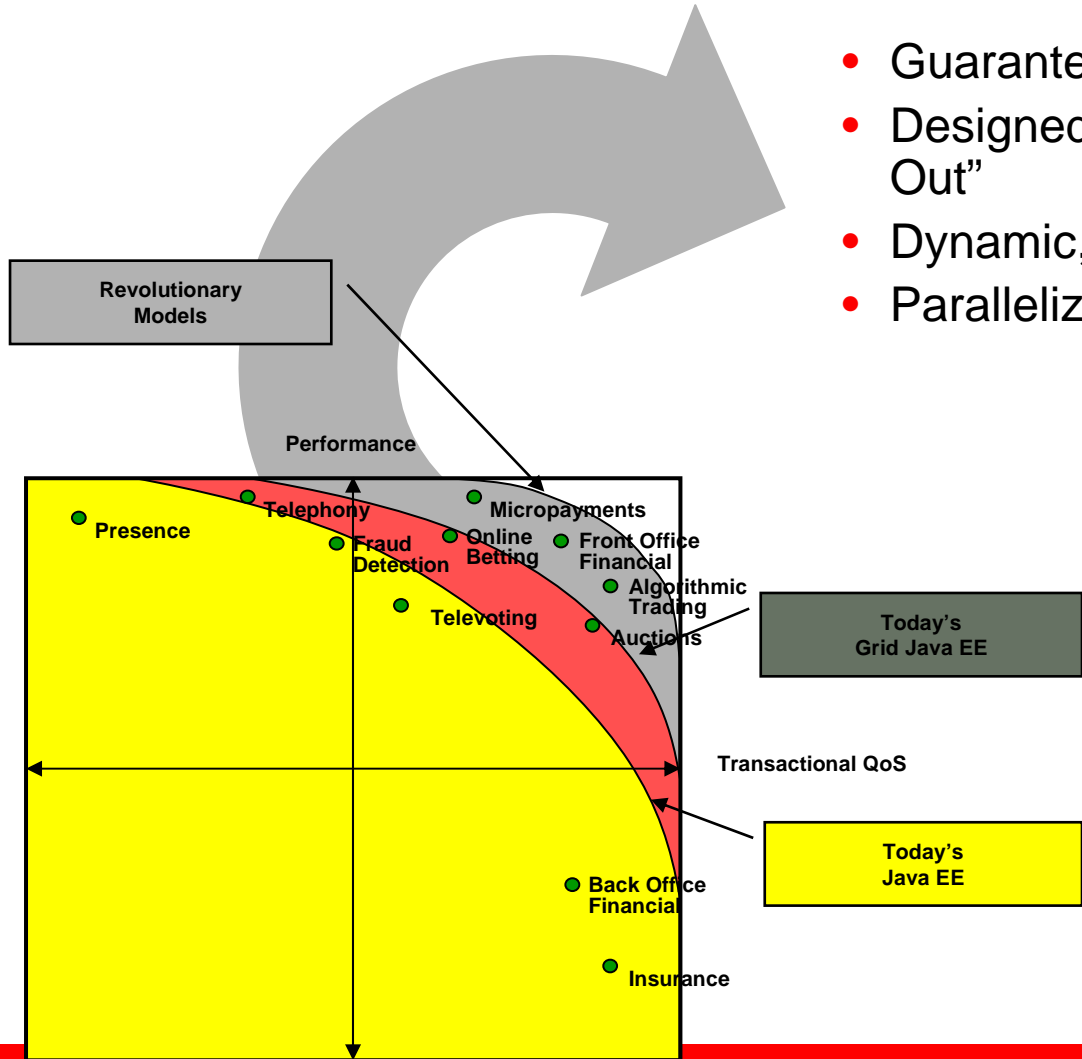 Guarante
Designed
Out”
Dynamic,
Paralleliz
Revolutionary
Models
Performance
Presence
Telephony
Micropayments
Fraud
Detection
Online
Betting
Front Office
Financial
Algorithmic
Trading
Televoting
Auctions
Today’s
Grid Java EE
Transactional QoS
Today’s
Java EE
Back Office
Financial
Insurance